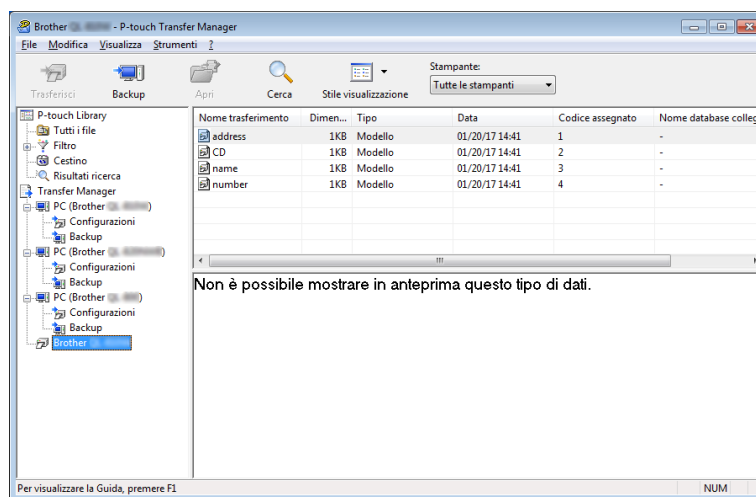 Brother - P-touch Transfer Manager
File Modifica Visualizza Strumenti ?
Trasferisci Backup Apri Cerca Stile visualizzazione
Stampante:
Tutte le stampanti
P-touch Library
Tutti i file
Filtro
Cestino
Risultati ricerca
Transfer Manager
PC (Brother )
Configurazioni
Backup
PC (Brother )
Configurazioni
Backup
PC (Brother )
Configurazioni
Backup
Brother
Nome trasferimento Dimen... Tipo Data Codice assegnato Nome database colleg
address 1KB Modello 01/20/17 14:41 1 -
CD 1KB Modello 01/20/17 14:41 2 -
name 1KB Modello 01/20/17 14:41 3 -
number 1KB Modello 01/20/17 14:41 4 -
Non è possibile mostrare in anteprima questo tipo di dati.
Per visualizzare la Guida, premere F1
NUM